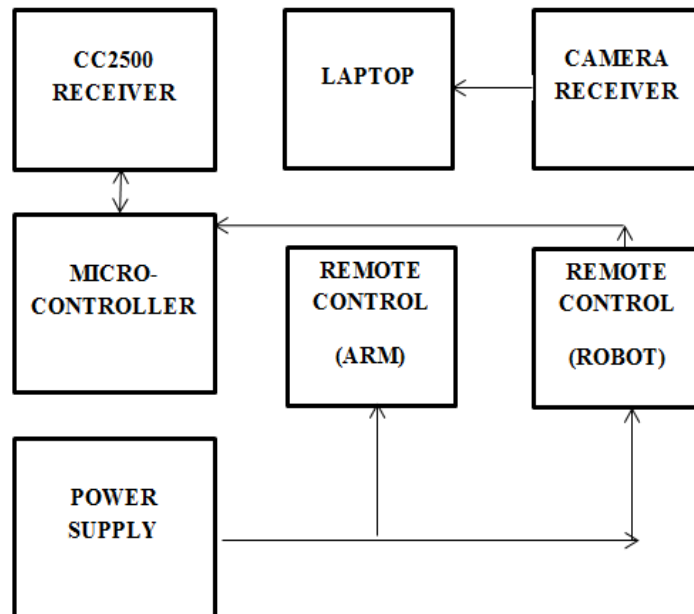 CC2500
RECEIVER
LAPTOP
CAMERA
RECEIVER
MICRO-
CONTROLLER
REMOTE
CONTROL
(ARM)
REMOTE
CONTROL
(ROBOT)
POWER
SUPPLY